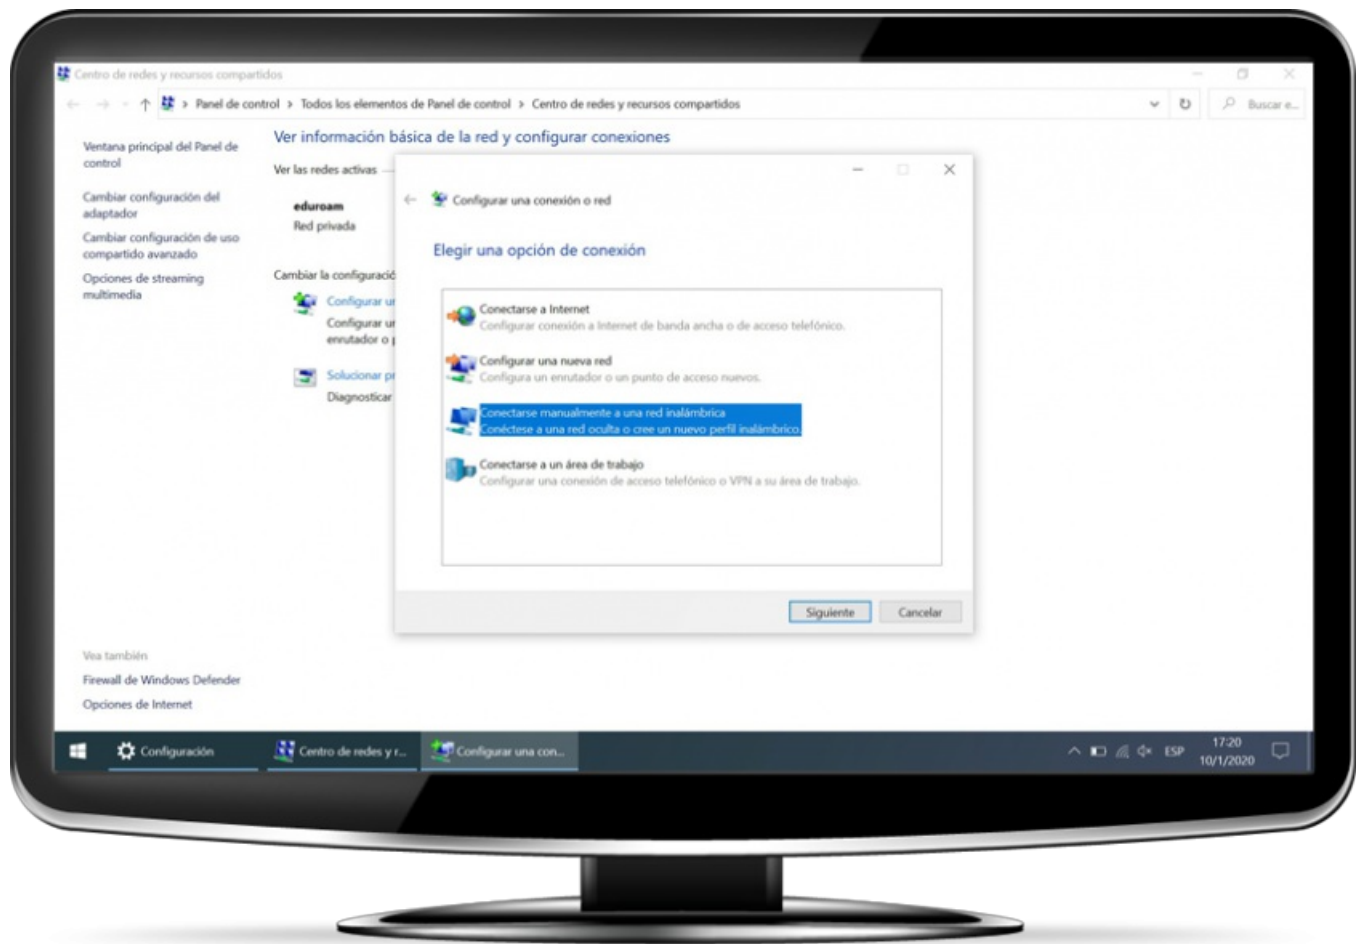 Centro de redes y recursos compartidos
Panel de control > Todos los elementos de Panel de control > Centro de redes y recursos compartidos
Buscar e...
Ventana principal del Panel de
control
Cambiar configuración del
adaptador
Cambiar configuración de uso
compartido avanzado
Opciones de streaming
multimedia
Ver información básica de la red y configurar conexiones
Ver las redes activas
eduroam
Red privada
Cambiar la configuració
Configurar un
Configurar un
enrutador o p
Solucionar pr
Diagnosticar
Configurar una conexión o red
Elegir una opción de conexión
Conectarse a Internet
Configurar conexión a Internet de banda ancha o de acceso telefónico.
Configurar una nueva red
Configura un enrutador o un punto de acceso nuevos.
Conectarse manualmente a una red inalámbrica
Conéctese a una red oculta o cree un nuevo perfil inalámbrico.
Conectarse a un área de trabajo
Configurar una conexión de acceso telefónico o VPN a su área de trabajo.
Siguiente Cancelar
Vea también
Firewall de Windows Defender
Opciones de Internet
Configuración
Centro de redes y r...
Configurar una con...
ESP
17:20
10/1/2020